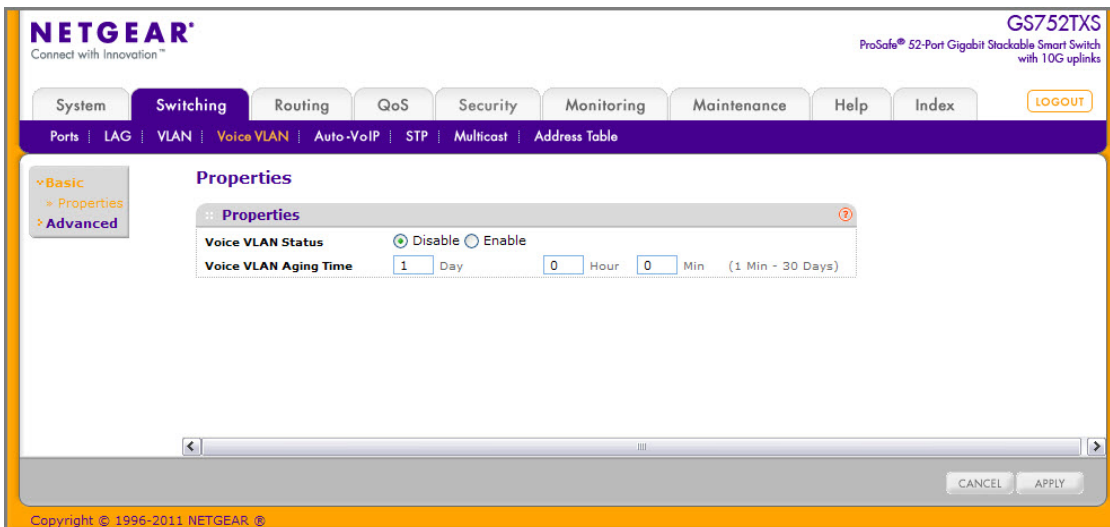 NETGEAR®
Connect with Innovation™
GS752TXS
ProSafe® 52-Port Gigabit Stackable Smart Switch
with 10G uplinks
System Switching Routing QoS Security Monitoring Maintenance Help Index LOGOUT
Ports | LAG | VLAN | Voice VLAN | Auto-VoIP | STP | Multicast | Address Table
Basic
» Properties
Advanced
Properties
Properties ?
Voice VLAN Status Disable Enable
Voice VLAN Aging Time 1 Day 0 Hour 0 Min (1 Min - 30 Days)
CANCEL APPLY
Copyright © 1996-2011 NETGEAR ®